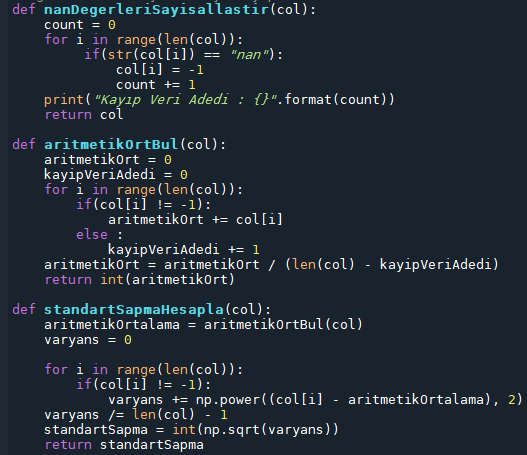 def nanDegerleriSayisallastir(col):
    count = 0
    for i in range(len(col)):
         if(str(col[i]) == "nan"):
             col[i] = -1
             count += 1
    print("Kayıp Veri Adedi : {}".format(count))
    return col

def aritmetikOrtBul(col):
    aritmetikOrt = 0
    kayipVeriAdedi = 0
    for i in range(len(col)):
        if(col[i] != -1):
            aritmetikOrt += col[i]
        else :
            kayipVeriAdedi += 1
    aritmetikOrt = aritmetikOrt / (len(col) - kayipVeriAdedi)
    return int(aritmetikOrt)

def standartSapmaHesapla(col):
    aritmetikOrtalama = aritmetikOrtBul(col)
    varyans = 0

    for i in range(len(col)):
        if(col[i] != -1):
            varyans += np.power((col[i] - aritmetikOrtalama), 2)
    varyans /= len(col) - 1
    standartSapma = int(np.sqrt(varyans))
    return standartSapma